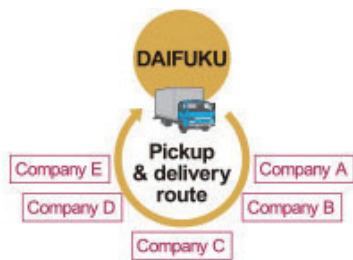 DAIFUKU
Pickup
& delivery
route
Company E
Company A
Company D
Company B
Company C